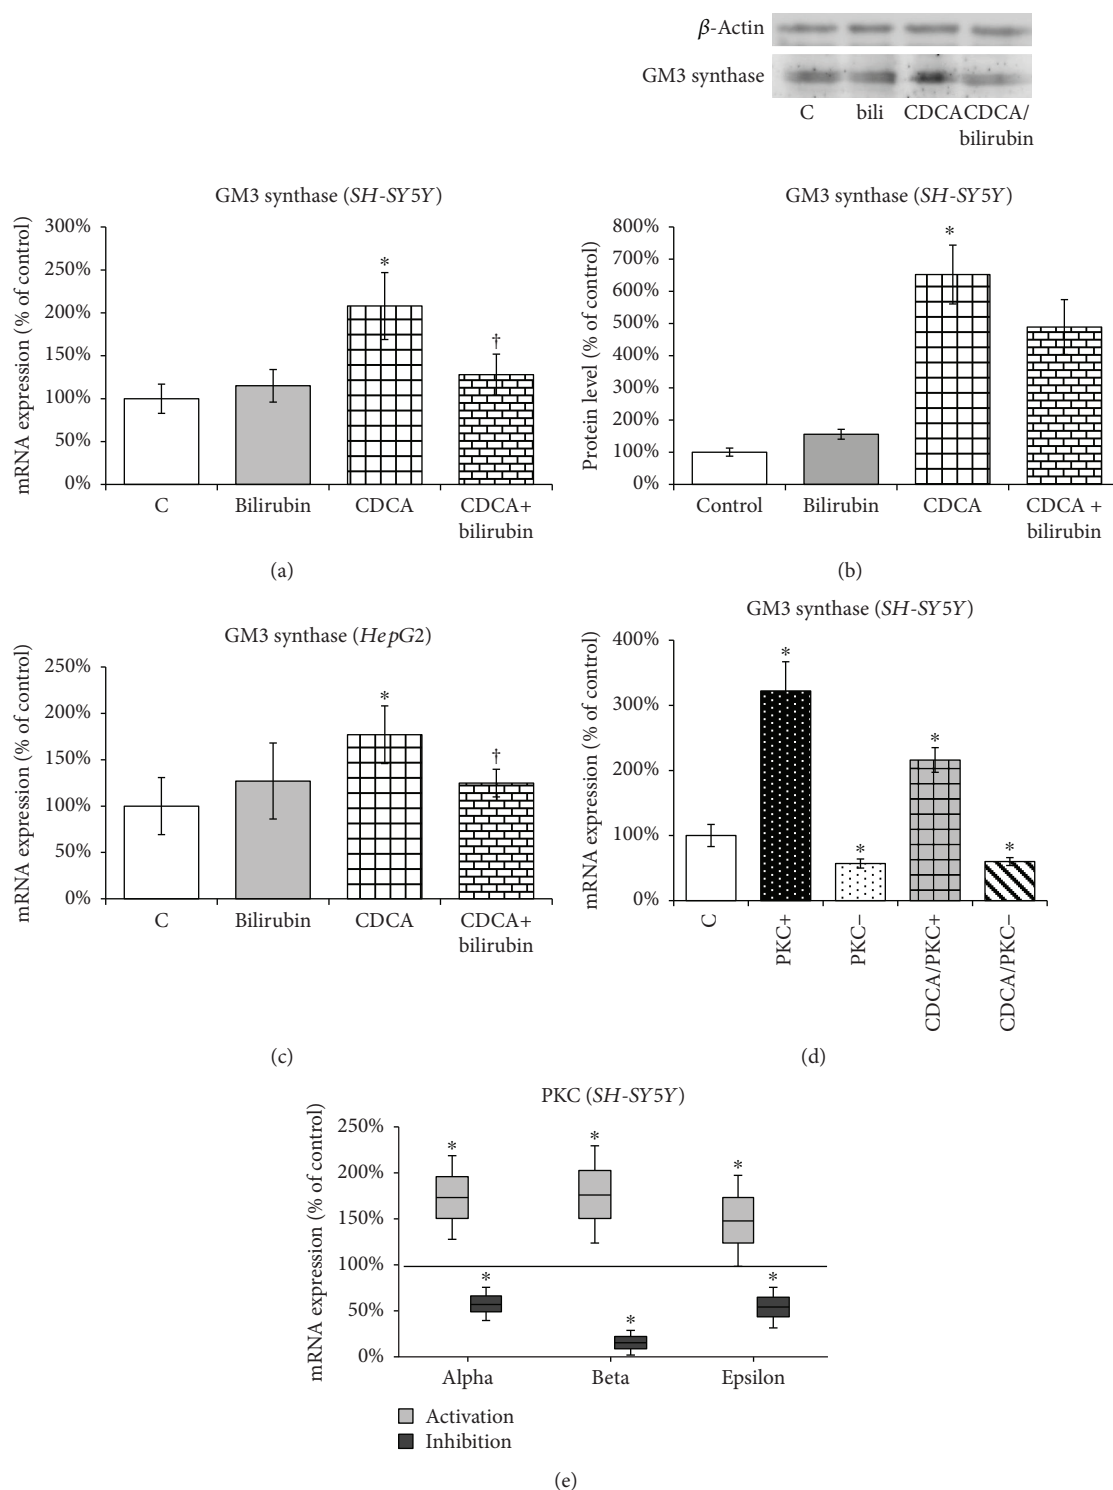 β-Actin
GM3 synthase
C bili CDCA CDCA/
bilirubin
GM3 synthase (SH-SY5Y)
mRNA expression (% of control)
300%
250%
200%
150%
100%
50%
0%
*
†
C Bilirubin CDCA CDCA+
bilirubin
(a)
GM3 synthase (SH-SY5Y)
Protein level (% of control)
800%
700%
600%
500%
400%
300%
200%
100%
0%
*
Control Bilirubin CDCA CDCA +
bilirubin
(b)
GM3 synthase (HepG2)
mRNA expression (% of control)
250%
200%
150%
100%
50%
0%
*
†
C Bilirubin CDCA CDCA+
bilirubin
(c)
GM3 synthase (SH-SY5Y)
mRNA expression (% of control)
400%
300%
200%
100%
0%
*
*
*
*
C
PKC+
PKC−
CDCA/PKC+
CDCA/PKC−
(d)
PKC (SH-SY5Y)
mRNA expression (% of control)
250%
200%
150%
100%
50%
0%
* * *
* * *
Alpha Beta Epsilon
Activation
Inhibition
(e)